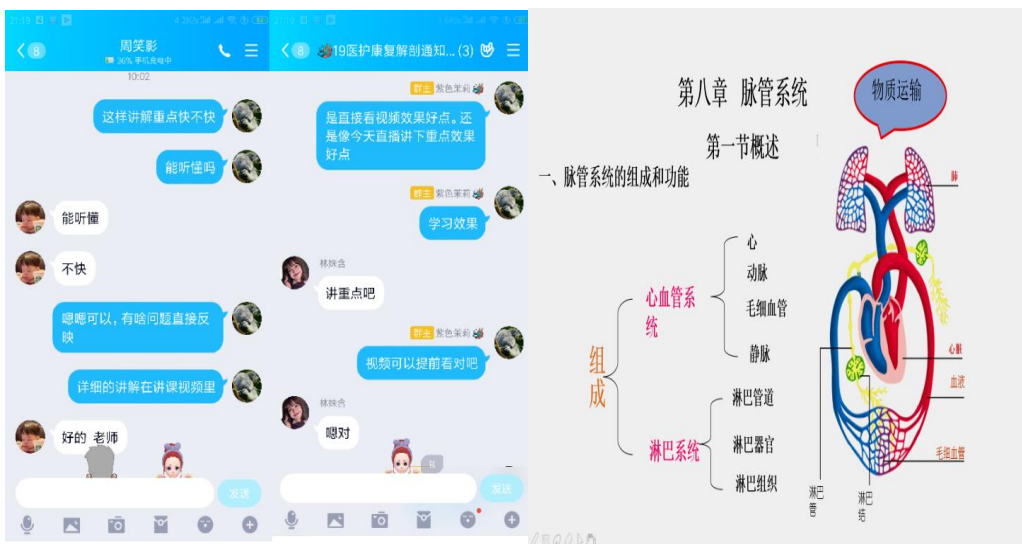 21:19
周笑影
36% 手机充电中
8
10:02
这样讲解重点快不快
能听懂吗
能听懂
不快
嗯嗯可以，有啥问题直接反
映
详细的讲解在讲课视频里
好的 老师
发送
21:19
8
19医护康复解剖通知... (3)
群主 紫色茉莉
是直接看视频效果好点。还
是像今天直播讲下重点效果
好点
群主 紫色茉莉
学习效果
林姝含
讲重点吧
群主 紫色茉莉
视频可以提前看对吧
林姝含
嗯对
发送
第八章 脉管系统
物质运输
第一节概述
一、脉管系统的组成和功能
组
成
心血管系
统
心
动脉
毛细血管
静脉
淋巴系统
淋巴管道
淋巴器官
淋巴组织
肺
心脏
血液
毛细血管
淋巴
管
淋巴
结